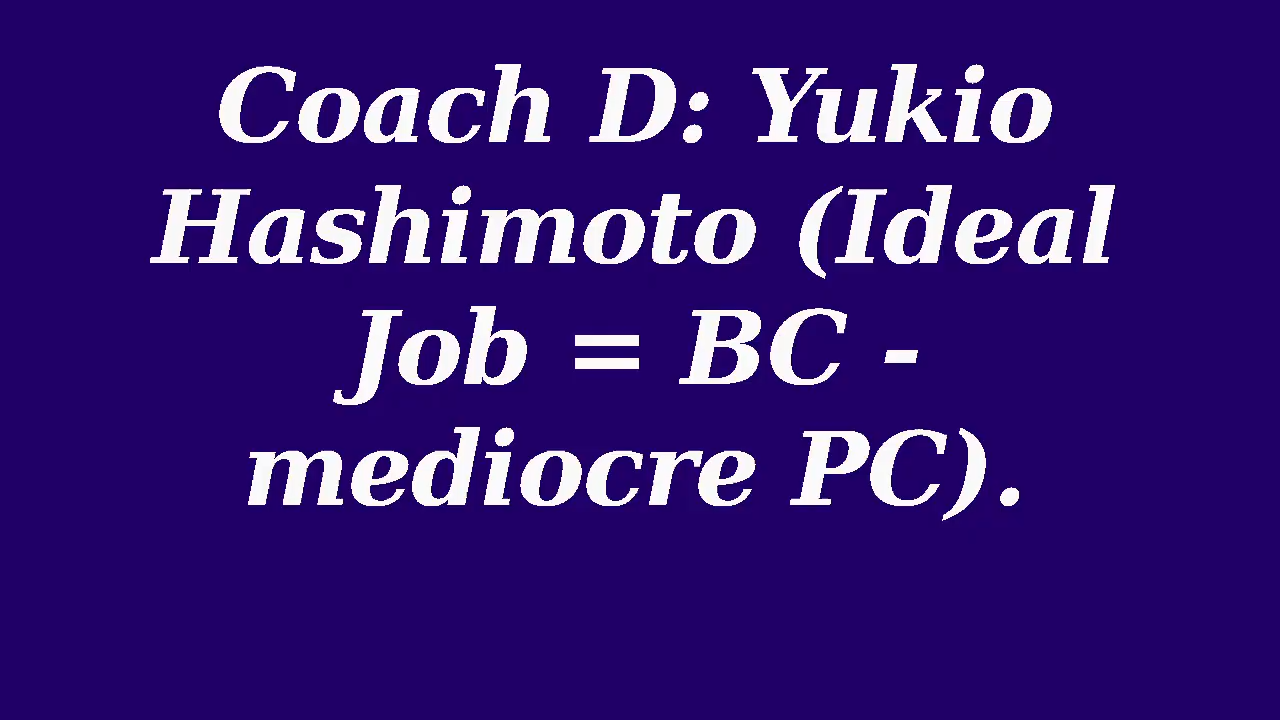 Coach D: Yukio
Hashimoto (Ideal
Job = BC -
mediocre PC).